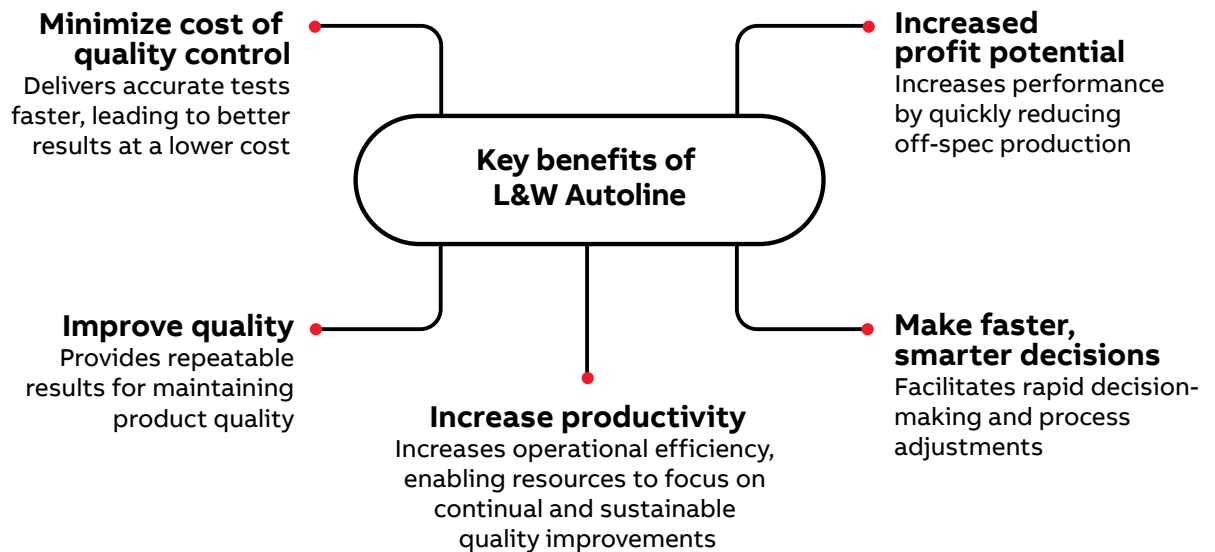 Minimize cost of
quality control
Delivers accurate tests
faster, leading to better
results at a lower cost
Increased
profit potential
Increases performance
by quickly reducing
off-spec production
Key benefits of
L&W Autoline
Improve quality
Provides repeatable
results for maintaining
product quality
Increase productivity
Increases operational efficiency,
enabling resources to focus on
continual and sustainable
quality improvements
Make faster,
smarter decisions
Facilitates rapid decision-
making and process
adjustments